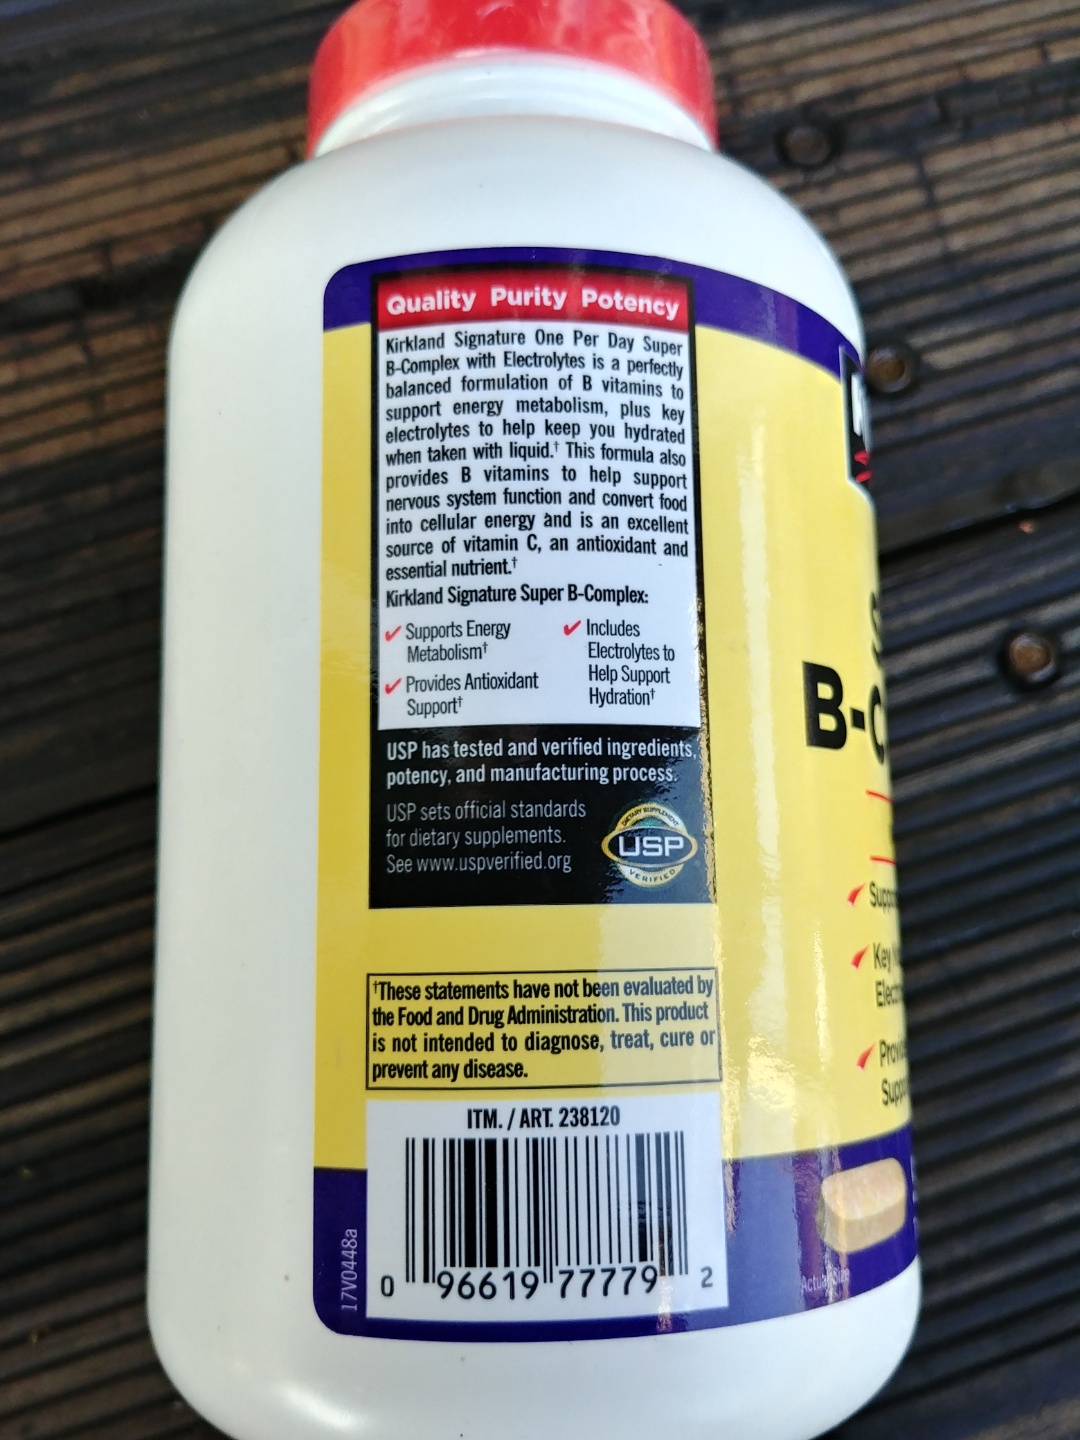 Quality Purity Potency
Kirkland Signature One Per Day Super
B-Complex with Electrolytes is a perfectly
balanced formulation of B vitamins to
support energy metabolism, plus key
electrolytes to help keep you hydrated
when taken with liquid.† This formula also
provides B vitamins to help support
nervous system function and convert food
into cellular energy and is an excellent
source of vitamin C, an antioxidant and
essential nutrient.†
Kirkland Signature Super B-Complex:
Supports Energy
Metabolism†
Provides Antioxidant
Support†
Includes
Electrolytes to
Help Support
Hydration†
USP has tested and verified ingredients,
potency, and manufacturing process.
USP sets official standards
for dietary supplements.
See www.uspverified.org
DIETARY SUPPLEMENT
USP
VERIFIED
†These statements have not been evaluated by
the Food and Drug Administration. This product
is not intended to diagnose, treat, cure or
prevent any disease.
ITM. / ART. 238120
0 96619 77779 2
17V0448a
B-C
Key
Actual Size